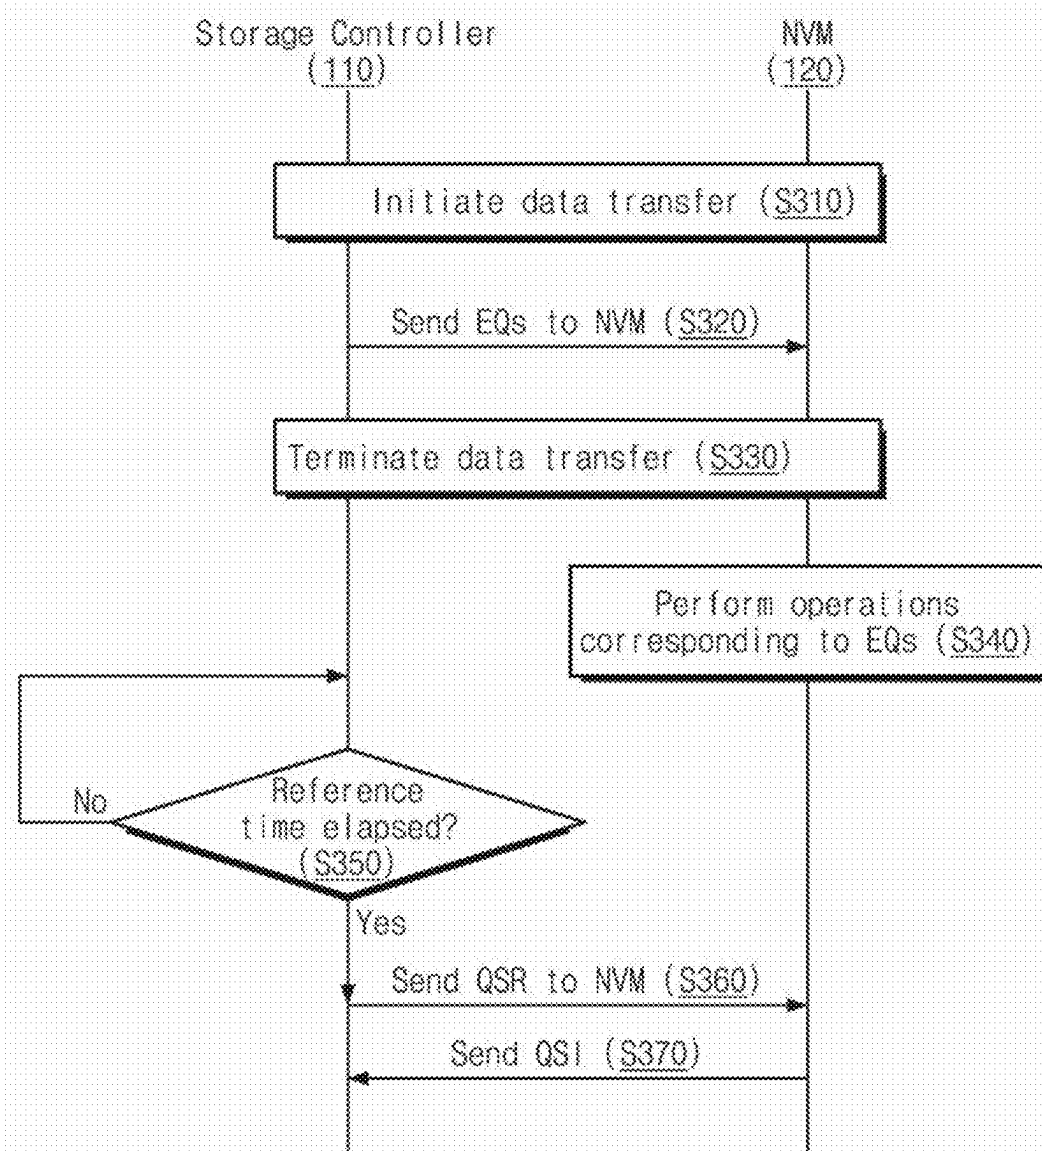 Storage Controller
(110)
NVM
(120)
Initiate data transfer (S310)
Send EQs to NVM (S320)
Terminate data transfer (S330)
Perform operations
corresponding to EQs (S340)
No
Reference
time elapsed?
(S350)
Yes
Send QSR to NVM (S360)
Send QSI (S370)